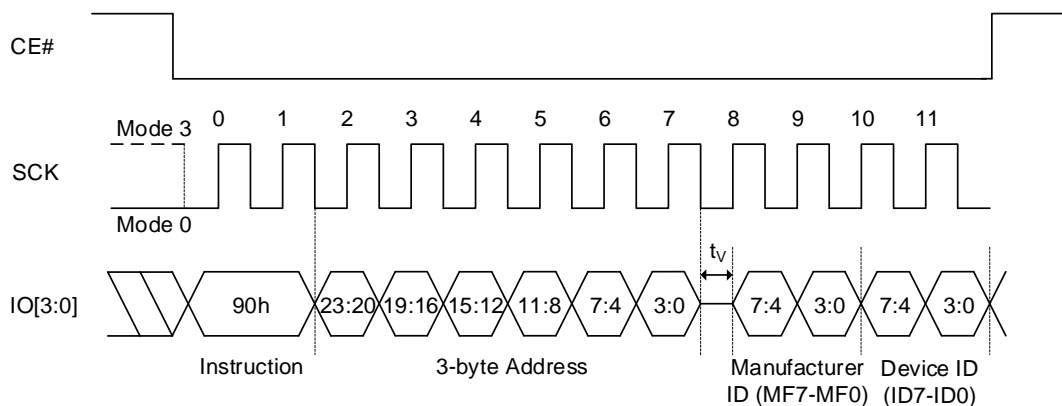 CE#
0 1 2 3 4 5 6 7 8 9 10 11
Mode 3
SCK
Mode 0
tV
IO[3:0] 90h 23:20 19:16 15:12 11:8 7:4 3:0 7:4 3:0 7:4 3:0
Instruction 3-byte Address Manufacturer Device ID
ID (MF7-MF0) (ID7-ID0)